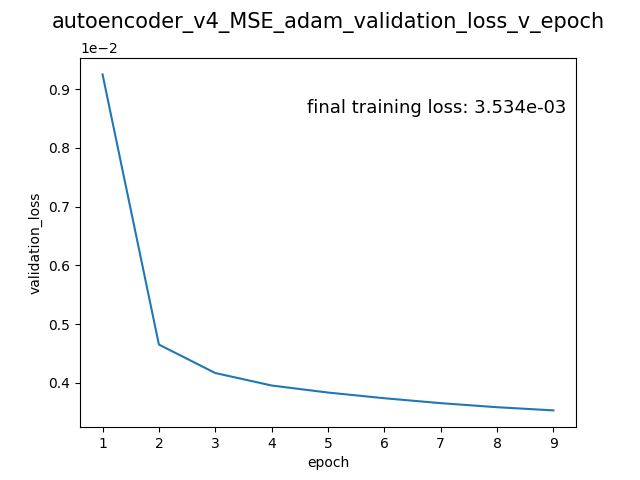 autoencoder_v4_MSE_adam_validation_loss_v_epoch
1e−2
final training loss: 3.534e-03
0.9
0.8
0.7
0.6
0.5
0.4
validation_loss
1 2 3 4 5 6 7 8 9
epoch